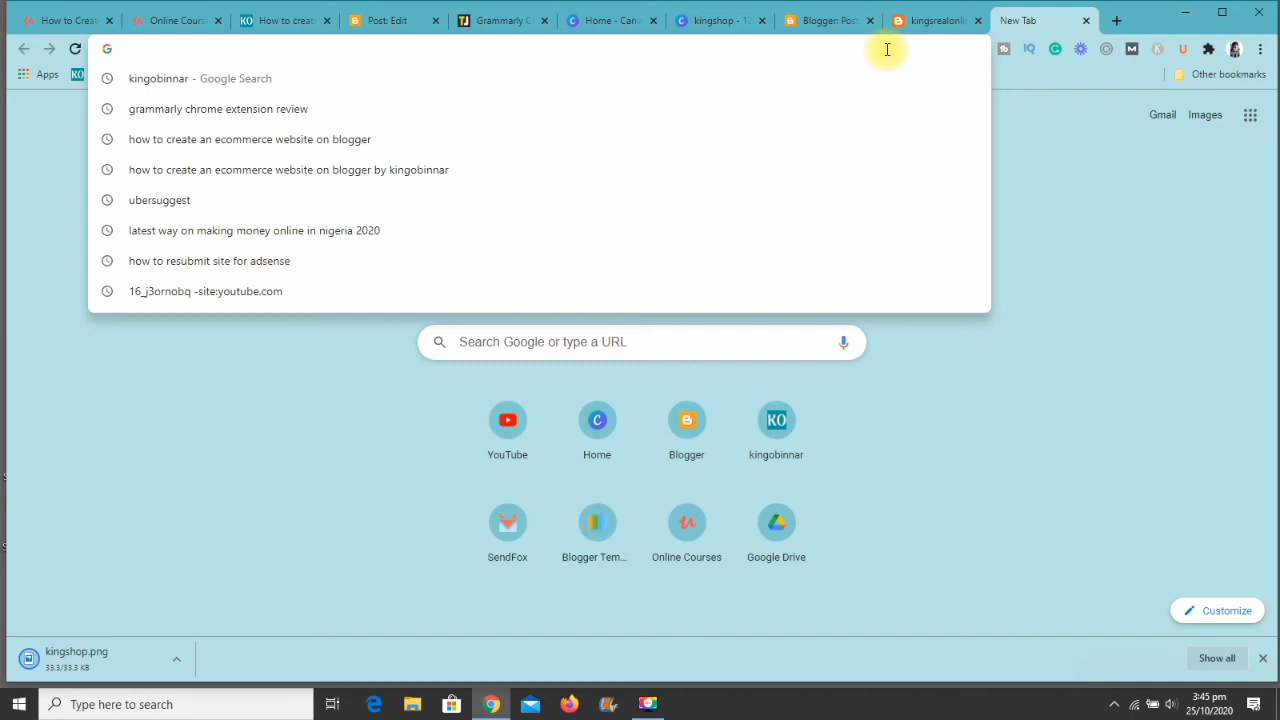 How To Creat
Online Cours
How to creat
Post: Edit
Grammarly C
Home - Canv
kingshop - 12
Blogger: Post
kingsrealonlin
New Tab
kingobinnar - Google Search
Apps
KO
Other bookmarks
grammarly chrome extension review
Gmail
Images
how to create an ecommerce website on blogger
how to create an ecommerce website on blogger by kingobinnar
ubersuggest
latest way on making money online in nigeria 2020
how to resubmit site for adsense
16_j3ornobq -site:youtube.com
Search Google or type a URL
KO
YouTube
Home
Blogger
kingobinnar
SendFox
Blogger Tem...
Online Courses
Google Drive
Customize
kingshop.png
33.3/33.3 KB
Show all
Type here to search
3:45 pm
25/10/2020